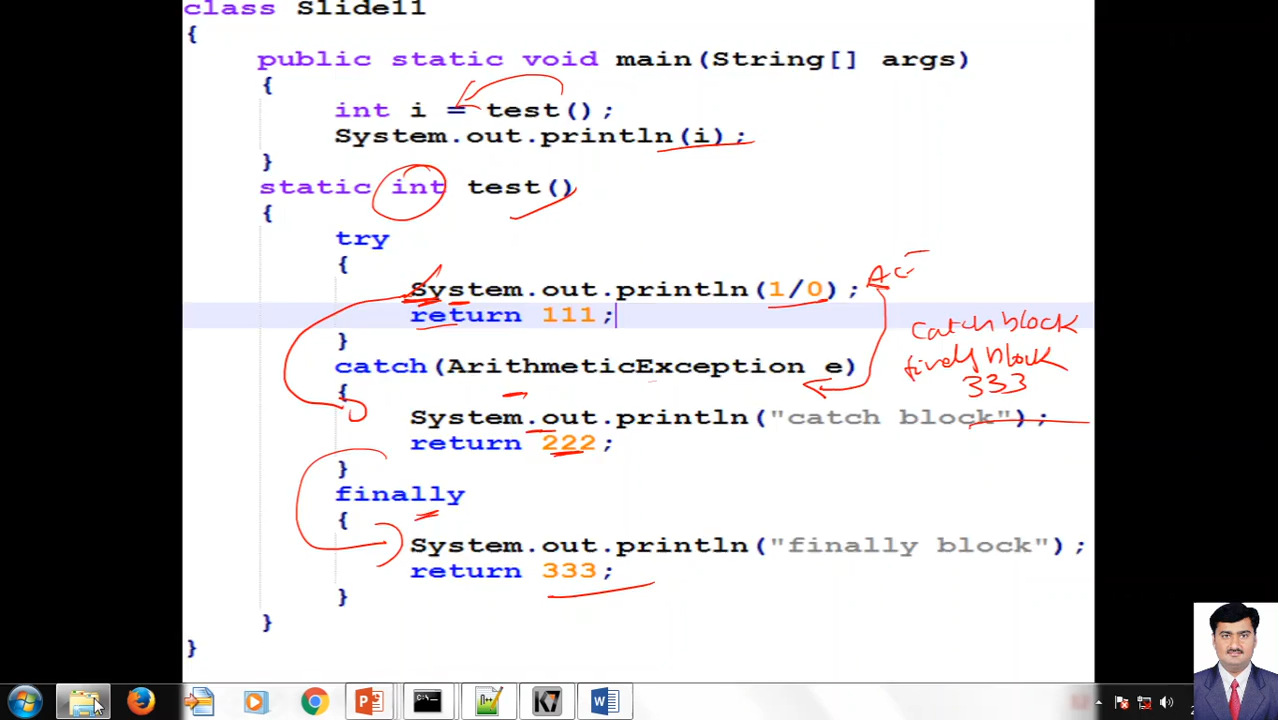 class Slide11
{
public static void main(String[] args)
{
int i = test();
System.out.println(i);
}
static int test()
{
try
{
System.out.println(1/0);
return 111;
}
catch(ArithmeticException e)
{
System.out.println("catch block");
return 222;
}
finally
{
System.out.println("finally block");
return 333;
}
}
}
Catch block
finely block
333